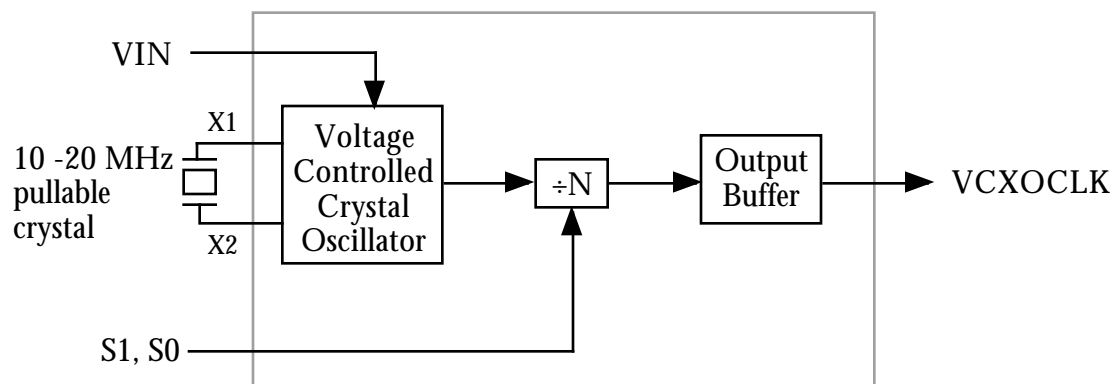 VIN
X1
10 -20 MHz
pullable
crystal
X2
Voltage
Controlled
Crystal
Oscillator
÷N
Output
Buffer
VCXOCLK
S1, S0